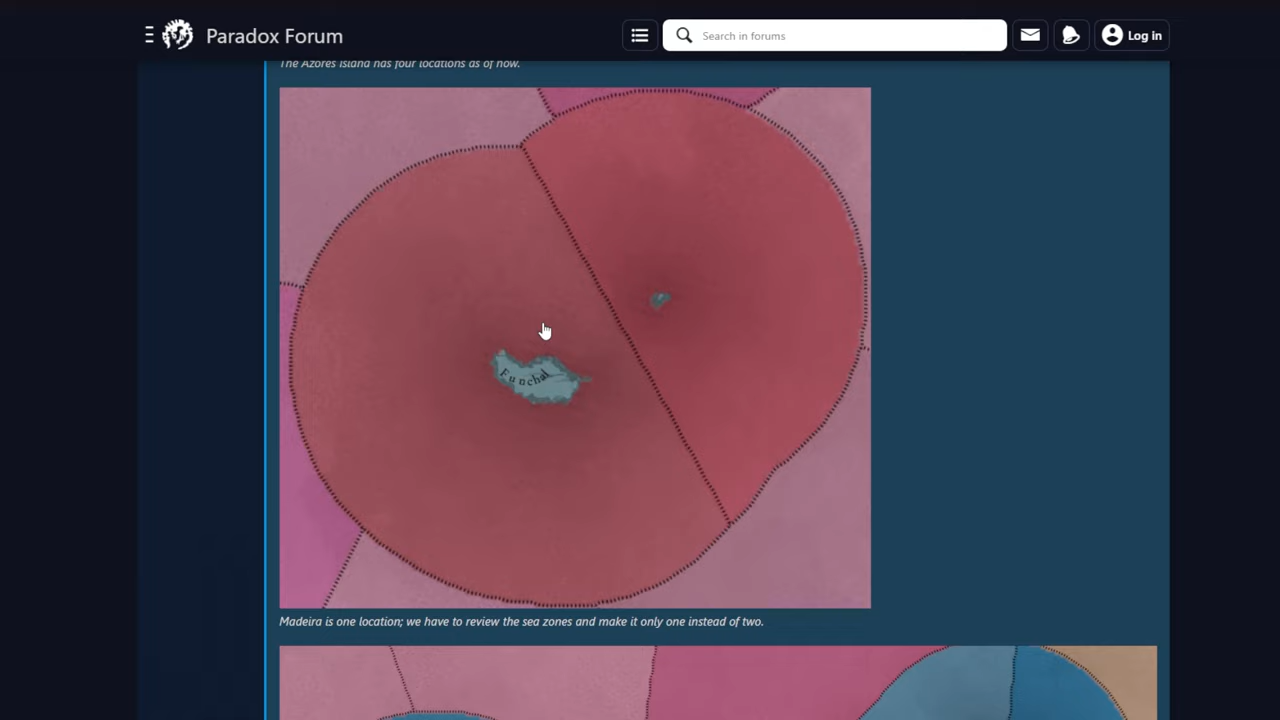 Paradox Forum
Search in forums
Log in
The Azores Island has four locations as of now.
Funchal
Madeira is one location; we have to review the sea zones and make it only one instead of two.